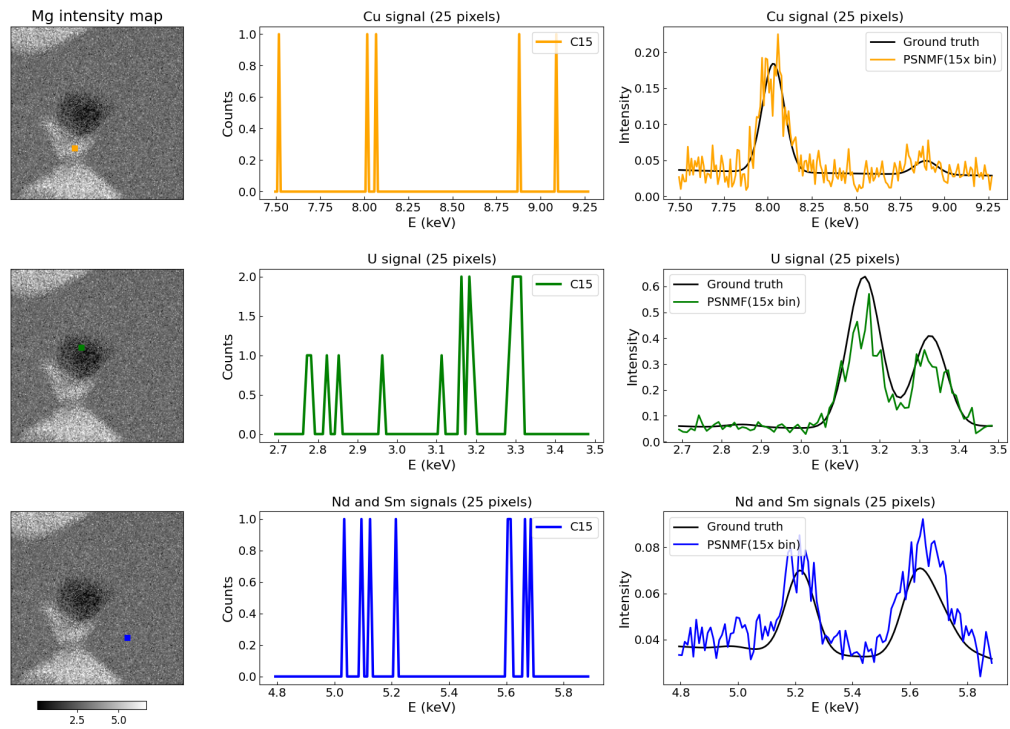 Mg intensity map
Cu signal (25 pixels)
Cu signal (25 pixels)
1.0
0.8
0.6
0.4
0.2
0.0
Counts
C15
7.50 7.75 8.00 8.25 8.50 8.75 9.00 9.25
E (keV)
0.20
0.15
0.10
0.05
0.00
Intensity
Ground truth
PSNMF(15x bin)
7.50 7.75 8.00 8.25 8.50 8.75 9.00 9.25
E (keV)
U signal (25 pixels)
U signal (25 pixels)
2.0
1.5
1.0
0.5
0.0
Counts
C15
2.7 2.8 2.9 3.0 3.1 3.2 3.3 3.4 3.5
E (keV)
0.6
0.5
0.4
0.3
0.2
0.1
0.0
Intensity
Ground truth
PSNMF(15x bin)
2.7 2.8 2.9 3.0 3.1 3.2 3.3 3.4 3.5
E (keV)
Nd and Sm signals (25 pixels)
Nd and Sm signals (25 pixels)
1.0
0.8
0.6
0.4
0.2
0.0
Counts
C15
4.8 5.0 5.2 5.4 5.6 5.8
E (keV)
0.08
0.06
0.04
Intensity
Ground truth
PSNMF(15x bin)
4.8 5.0 5.2 5.4 5.6 5.8
E (keV)
2.5 5.0